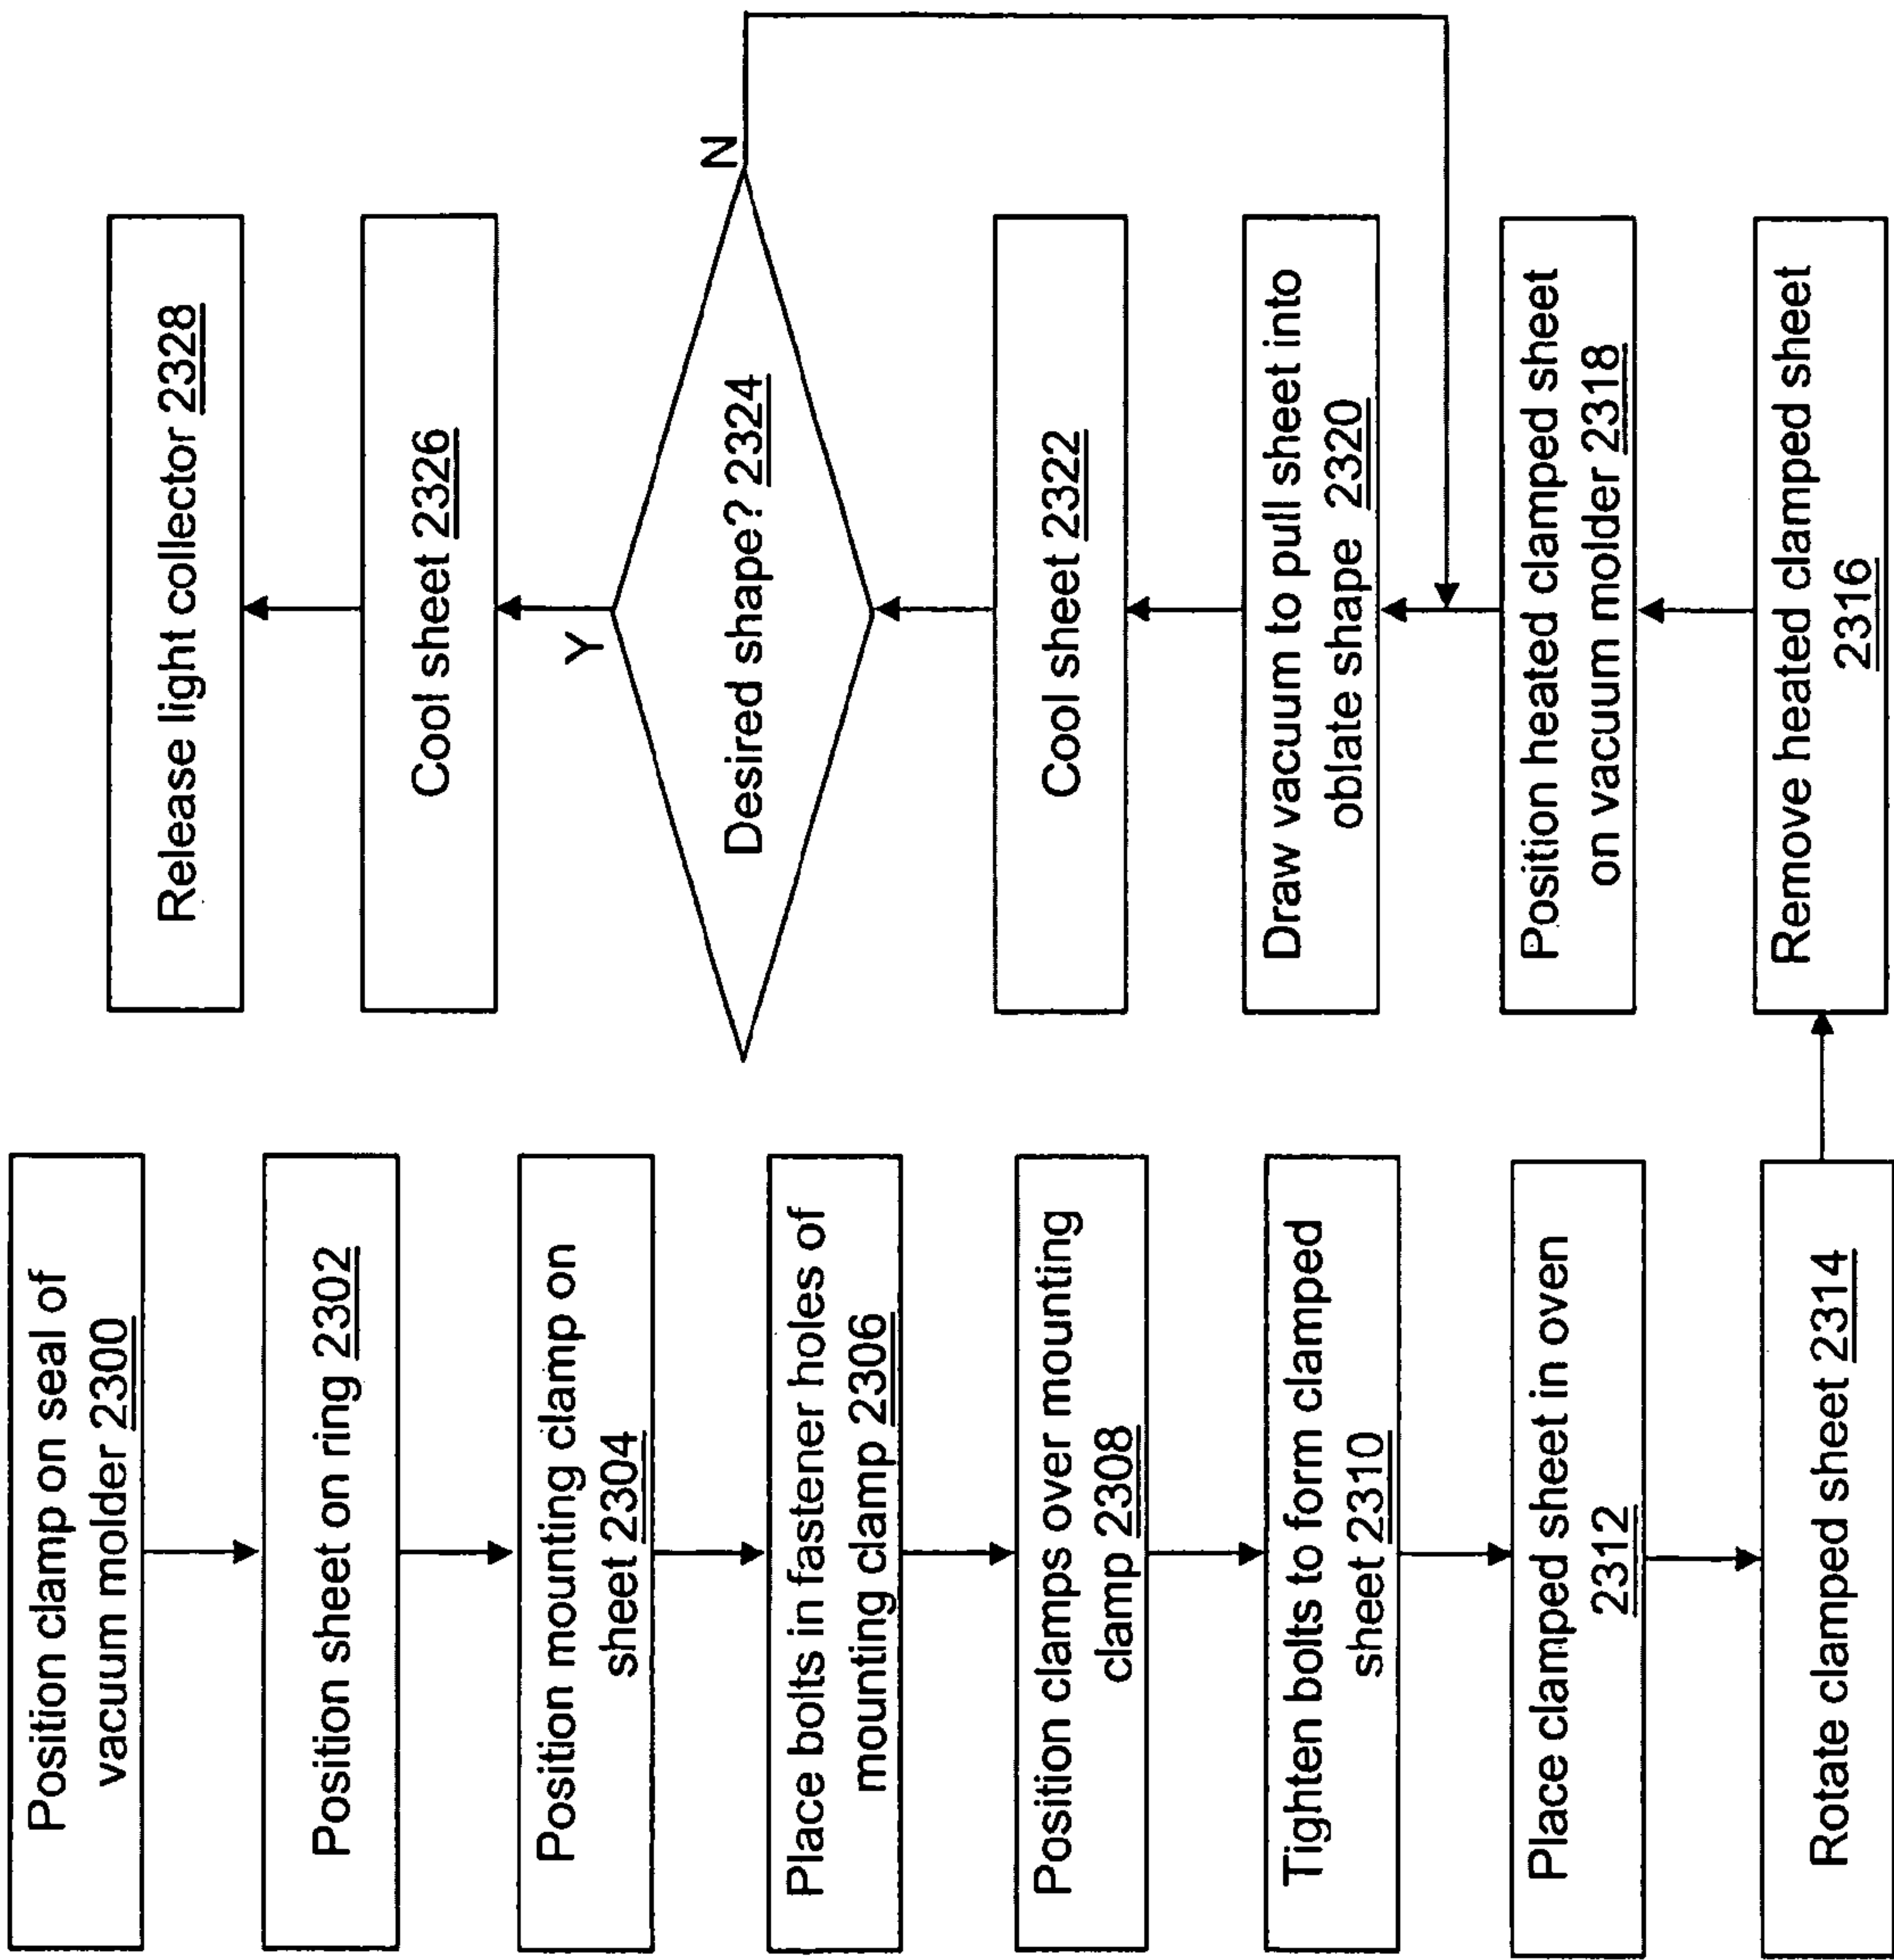 Position clamp on seal of
vacuum molder 2300
Position sheet on ring 2302
Position mounting clamp on
sheet 2304
Place bolts in fastener holes of
mounting clamp 2306
Position clamps over mounting
clamp 2308
Tighten bolts to form clamped
sheet 2310
Place clamped sheet in oven
2312
Rotate clamped sheet 2314
Remove heated clamped sheet
2316
Position heated clamped sheet
on vacuum molder 2318
Draw vacuum to pull sheet into
oblate shape 2320
Cool sheet 2322
Desired shape? 2324
N
Y
Cool sheet 2326
Release light collector 2328